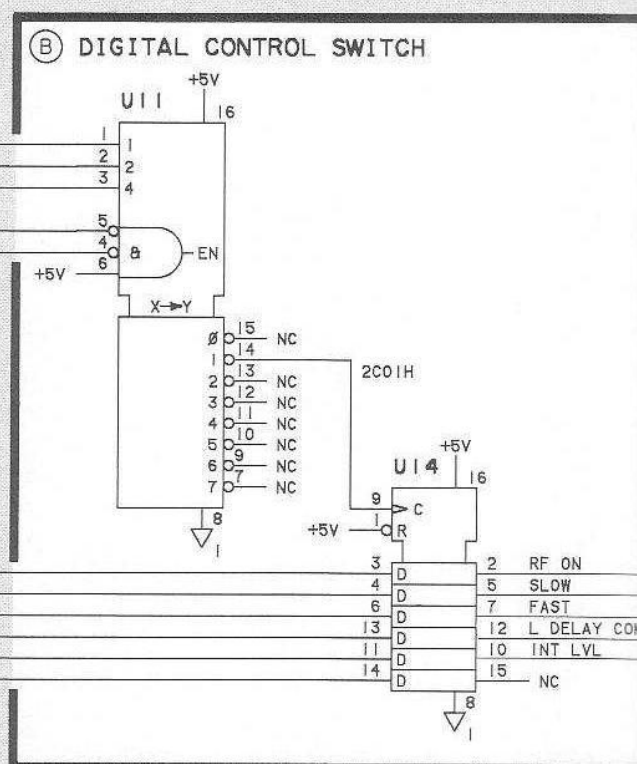 B DIGITAL CONTROL SWITCH
+5V
U11
16
1 1
2 2
3 4
5
4 & EN
6
+5V
X→Y
Ø 15 NC
1 14
2COIH
2 13 NC
3 12 NC
4 11 NC
5 10 NC
6 9 NC
7 7 NC
8
1
+5V
U14
16
9 C
+5V 1 R
3 D 2 RF ON
4 D 5 SLOW
6 D 7 FAST
13 D 12 L DELAY
11 D 10 INT LVL
14 D 15 NC
8
1